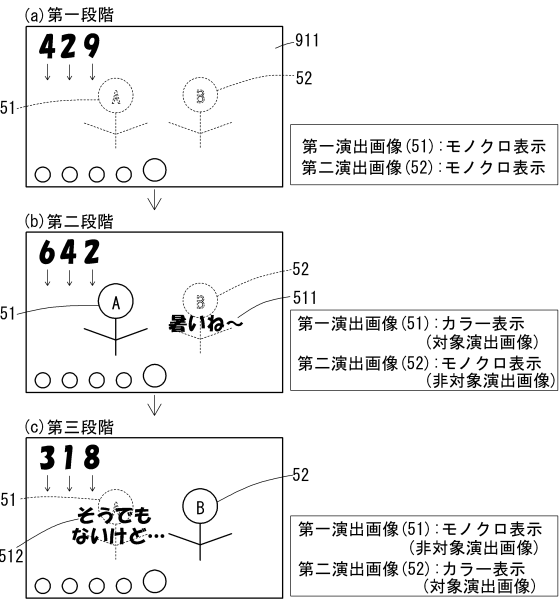 (a)第一段階
429
911
A
B
52
51
第一演出画像(51):モノクロ表示
第二演出画像(52):モノクロ表示
(b)第二段階
642
A
B
52
511
51
暑いね～
第一演出画像(51):カラー表示
(対象演出画像)
第二演出画像(52):モノクロ表示
(非対象演出画像)
(c)第三段階
318
51
A
B
52
そうでも
ないけど…
512
第一演出画像(51):モノクロ表示
(非対象演出画像)
第二演出画像(52):カラー表示
(対象演出画像)